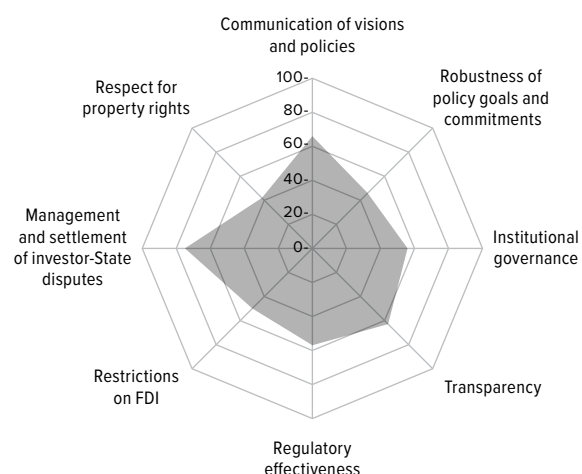 Communication of visions
and policies
Robustness of
policy goals and
commitments
Institutional
governance
Transparency
Regulatory
effectiveness
Restrictions
on FDI
Management
and settlement
of investor-State
disputes
Respect for
property rights
100-
80-
60-
40-
20-
0-